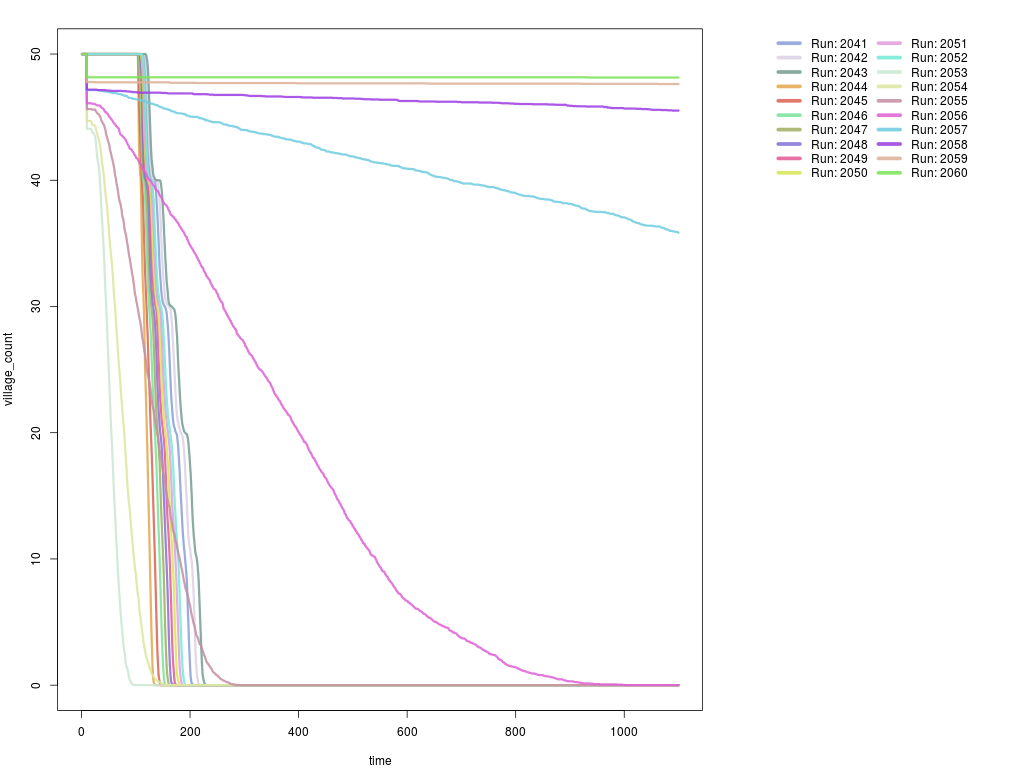 village_count
50
40
30
20
10
0
0 200 400 600 800 1000
time
Run: 2041 Run: 2051
Run: 2042 Run: 2052
Run: 2043 Run: 2053
Run: 2044 Run: 2054
Run: 2045 Run: 2055
Run: 2046 Run: 2056
Run: 2047 Run: 2057
Run: 2048 Run: 2058
Run: 2049 Run: 2059
Run: 2050 Run: 2060